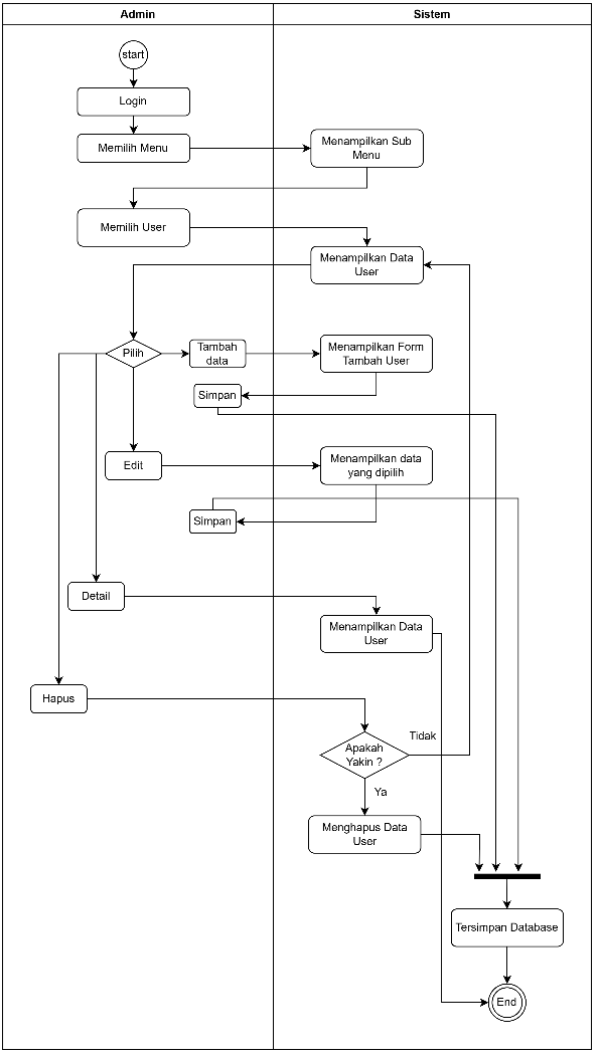 Admin
Sistem
start
Login
Memilih Menu
Menampilkan Sub
Menu
Memilih User
Menampilkan Data
User
Pilih
Tambah
data
Menampilkan Form
Tambah User
Simpan
Edit
Menampilkan data
yang dipilih
Simpan
Detail
Menampilkan Data
User
Hapus
Apakah
Yakin ?
Tidak
Ya
Menghapus Data
User
Tersimpan Database
End